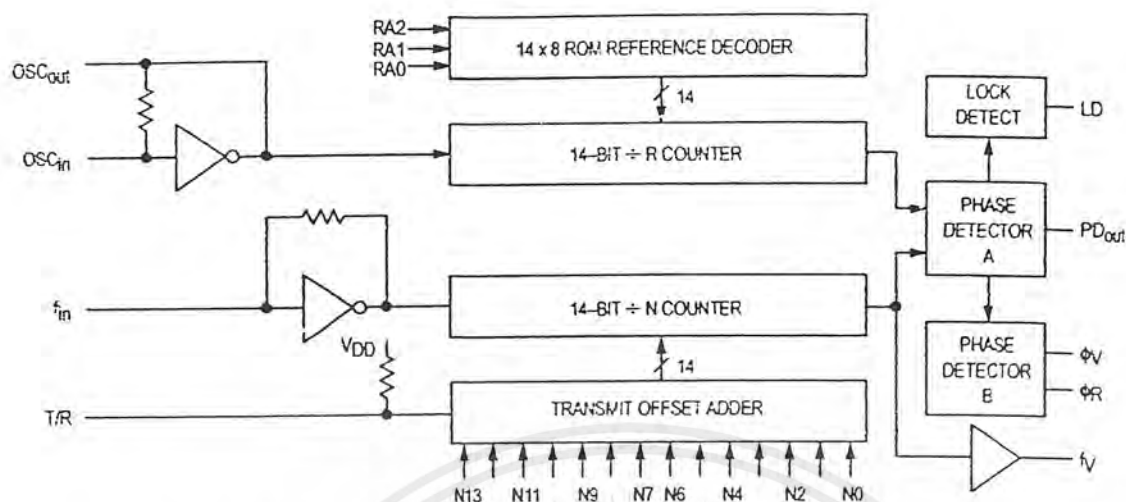 RA2
RA1
RA0
14 x 8 ROM REFERENCE DECODER
OSCout
14
LOCK DETECT
LD
OSCin
14–BIT ÷ R COUNTER
PHASE DETECTOR A
PDout
fin
14–BIT ÷ N COUNTER
VDD
14
PHASE DETECTOR B
ϕV
ϕR
T/R
TRANSMIT OFFSET ADDER
fV
N13 N11 N9 N7 N6 N4 N2 N0